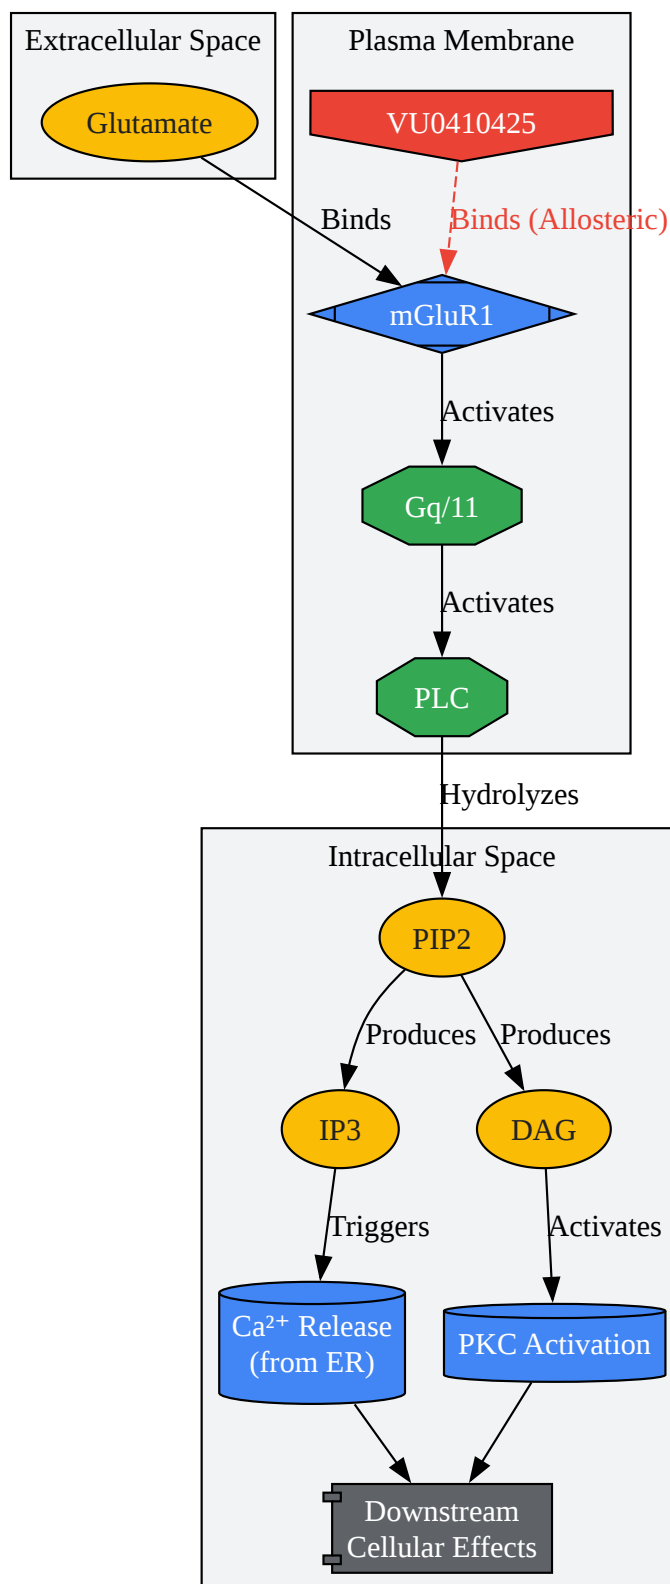 Extracellular Space
Plasma Membrane
Glutamate
VU0410425
Binds
Binds (Allosteric)
mGluR1
Activates
Gq/11
Activates
PLC
Hydrolyzes
Intracellular Space
PIP2
Produces
Produces
IP3
DAG
Triggers
Activates
Ca²⁺ Release
(from ER)
PKC Activation
Downstream
Cellular Effects